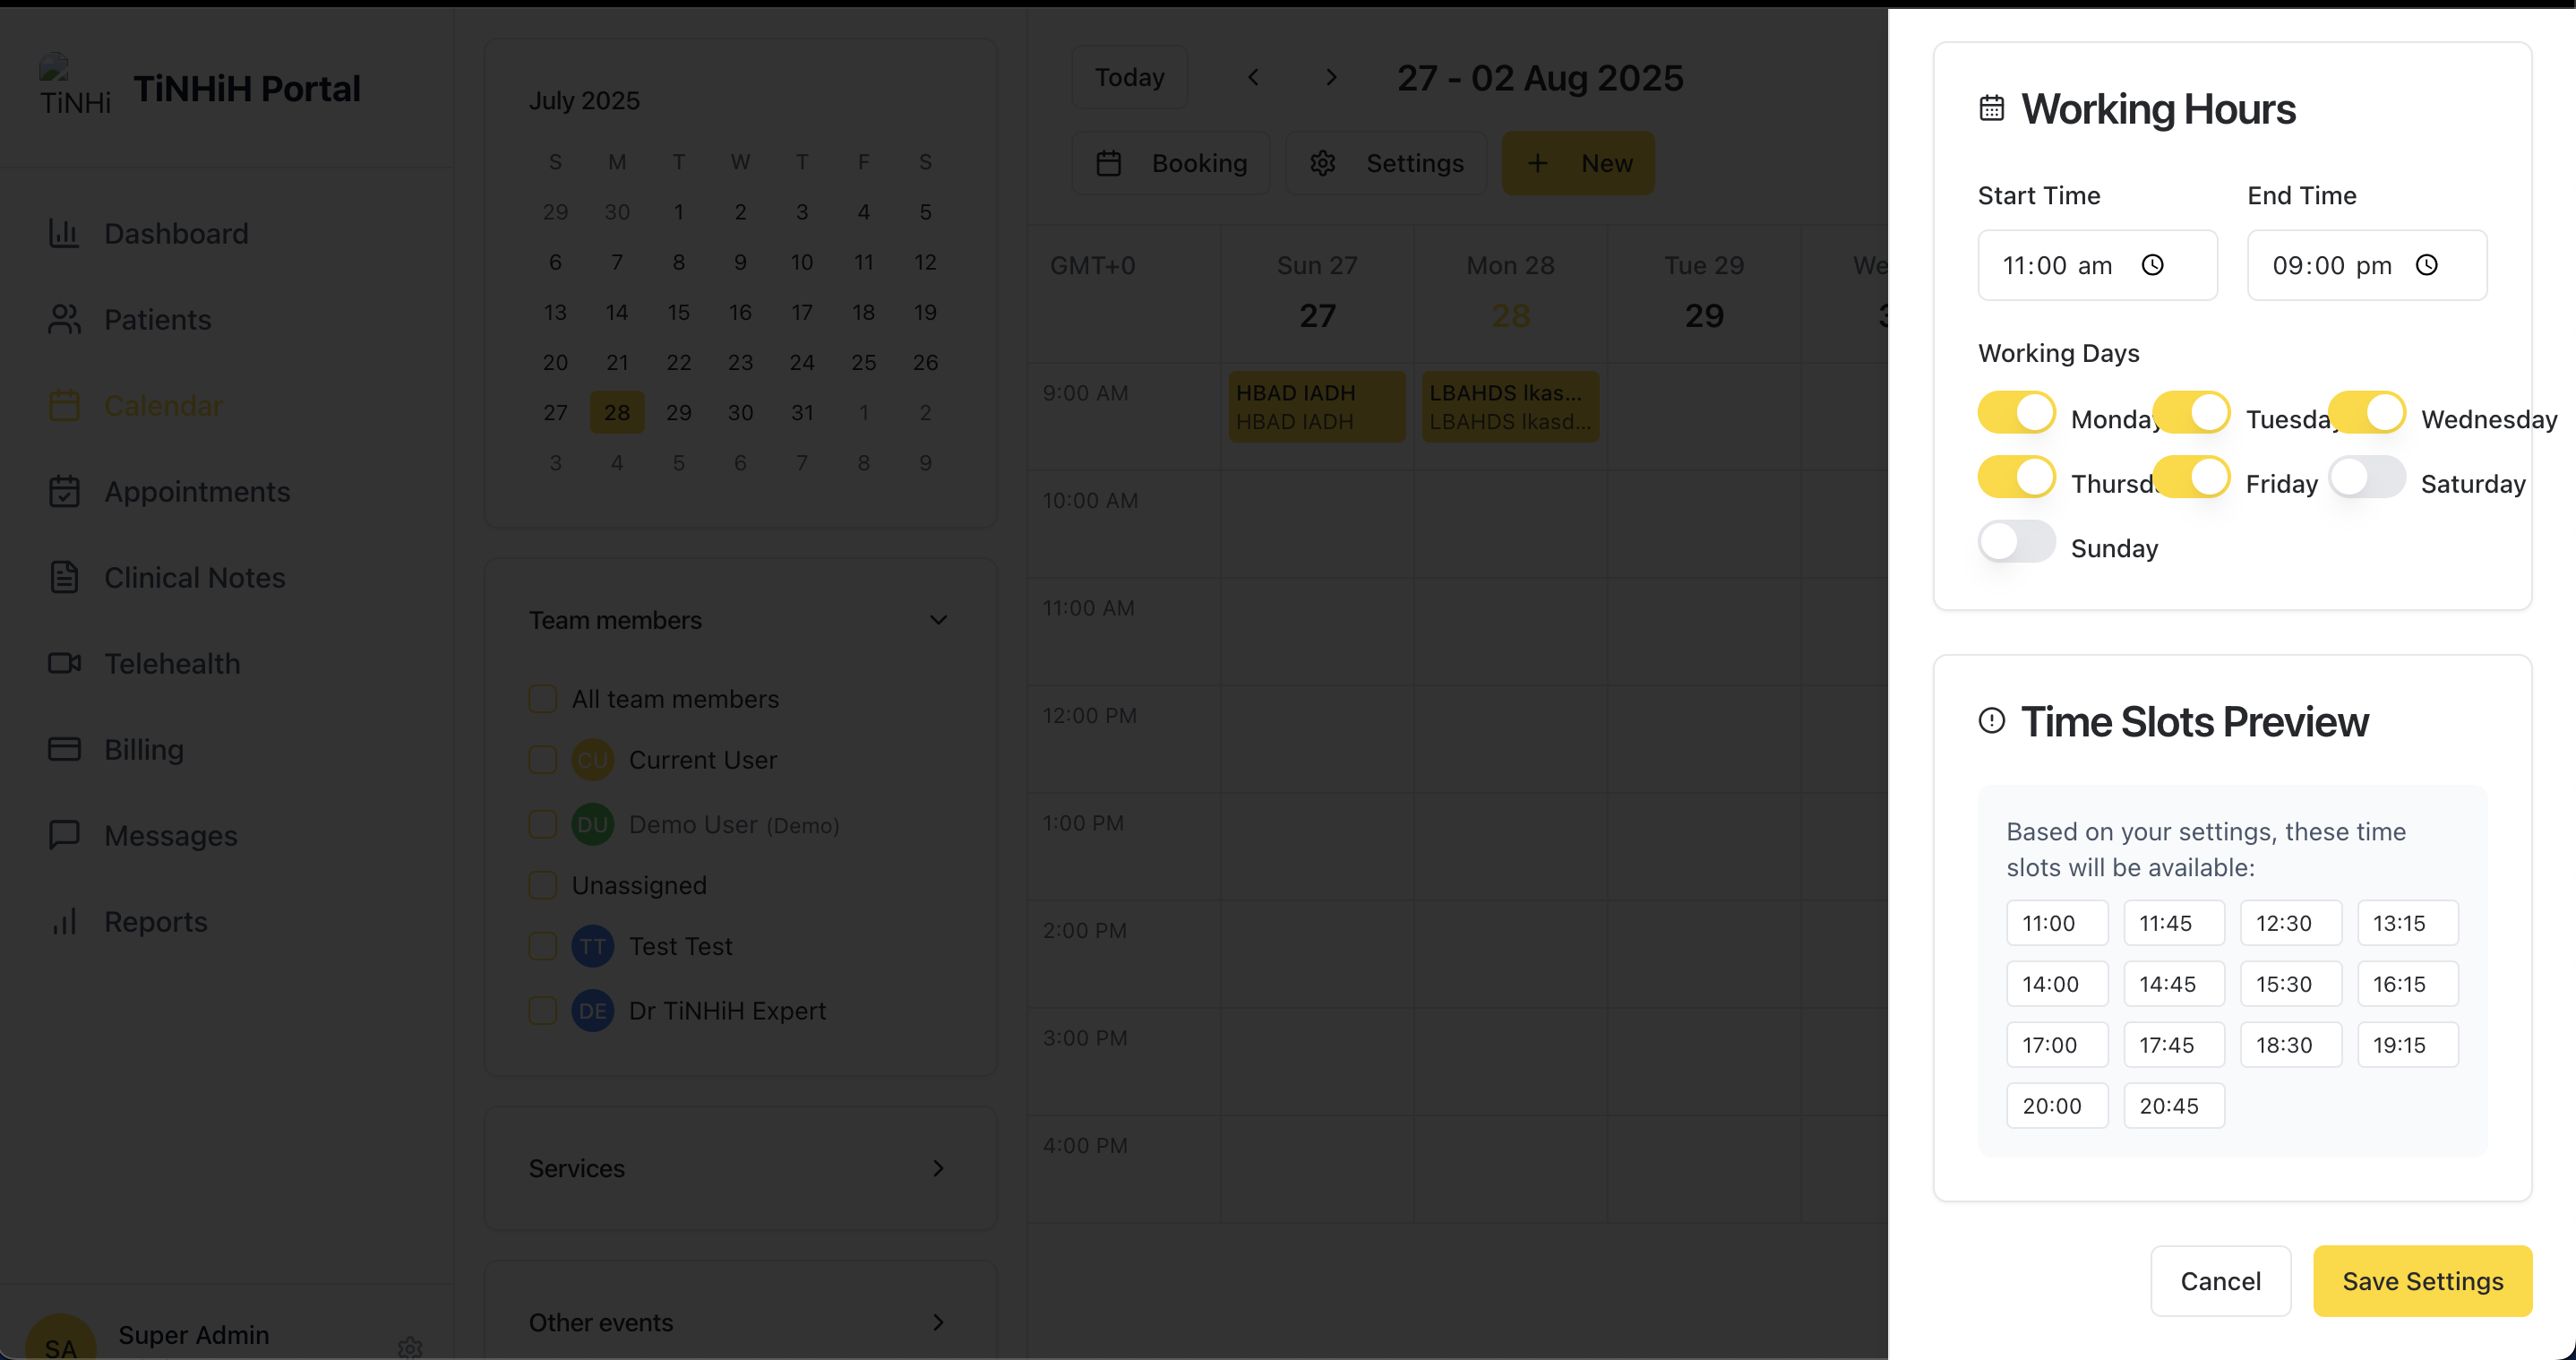 TiNHi
TiNHiH Portal
Dashboard
Patients
Calendar
Appointments
Clinical Notes
Telehealth
Billing
Messages
Reports
SA
Super Admin
July 2025
S M T W T F S
29 30 1 2 3 4 5
6 7 8 9 10 11 12
13 14 15 16 17 18 19
20 21 22 23 24 25 26
27 28 29 30 31 1 2
3 4 5 6 7 8 9
Team members
All team members
CU Current User
DU Demo User (Demo)
Unassigned
TT Test Test
DE Dr TiNHiH Expert
Services
Other events
Today
27 - 02 Aug 2025
Booking
Settings
New
GMT+0 Sun 27 Mon 28 Tue 29 We
27 28 29
9:00 AM
HBAD IADH
HBAD IADH
LBAHDS lkas...
LBAHDS lkasd...
10:00 AM
11:00 AM
12:00 PM
1:00 PM
2:00 PM
3:00 PM
4:00 PM
Working Hours
Start Time End Time
11:00 am 09:00 pm
Working Days
Monday Tuesday Wednesday
Thursd Friday Saturday
Sunday
Time Slots Preview
Based on your settings, these time
slots will be available:
11:00 11:45 12:30 13:15
14:00 14:45 15:30 16:15
17:00 17:45 18:30 19:15
20:00 20:45
Cancel
Save Settings